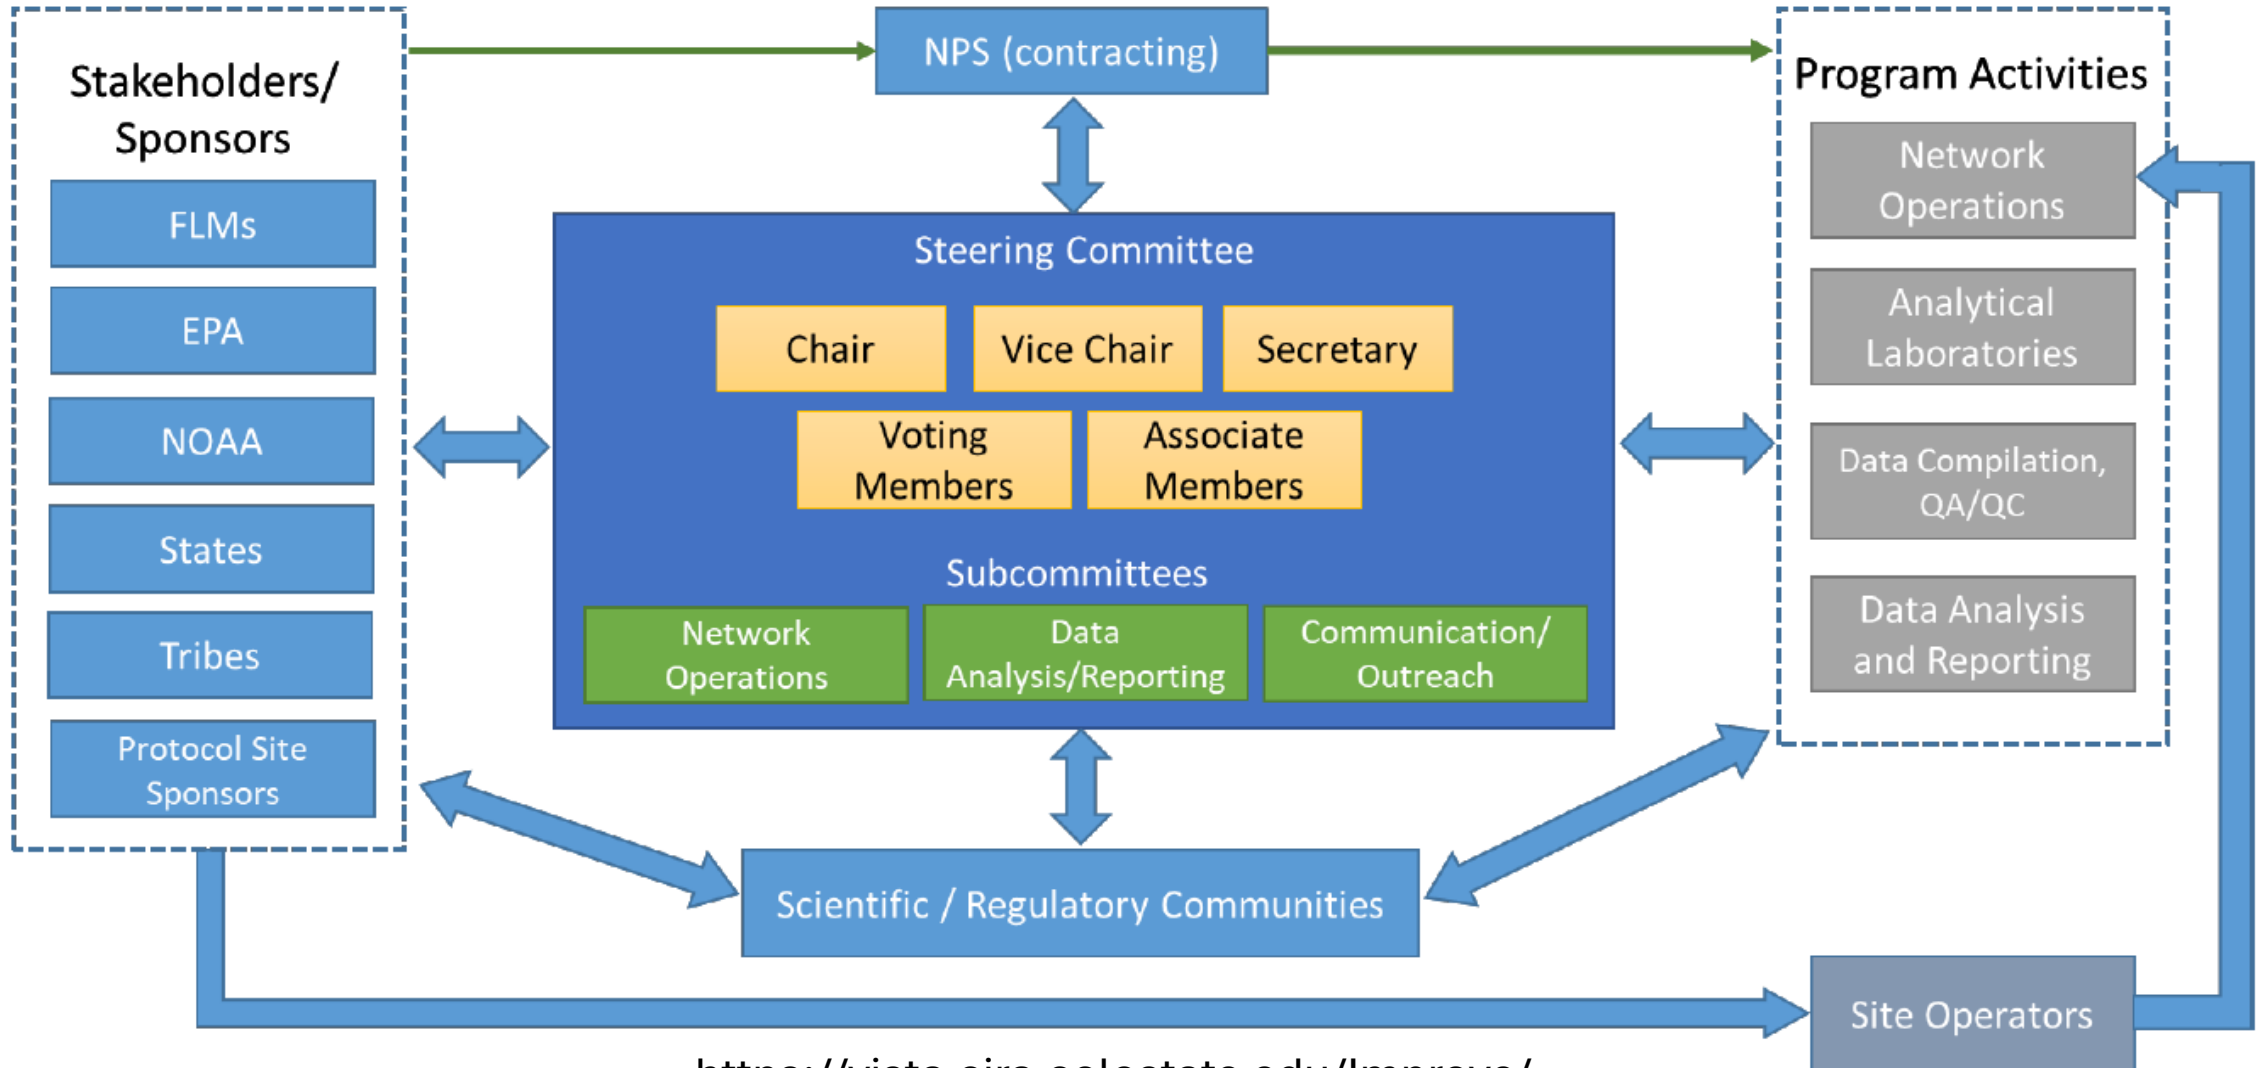 Stakeholders/
Sponsors
FLMs
EPA
NOAA
States
Tribes
Protocol Site
Sponsors
NPS (contracting)
Steering Committee
Chair
Vice Chair
Secretary
Voting
Members
Associate
Members
Subcommittees
Network
Operations
Data
Analysis/Reporting
Communication/
Outreach
Scientific / Regulatory Communities
Program Activities
Network
Operations
Analytical
Laboratories
Data Compilation,
QA/QC
Data Analysis
and Reporting
Site Operators